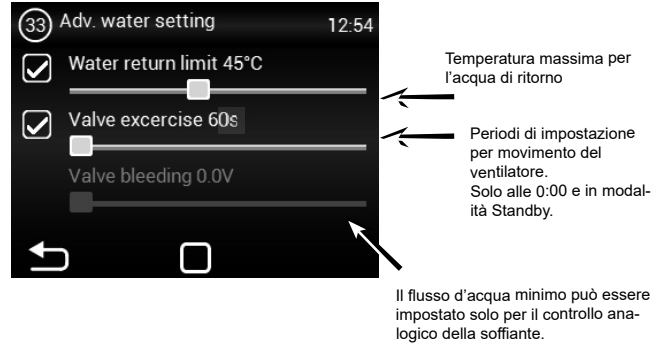 33 Adv. water setting 12:54
Water return limit 45°C
Valve excercise 60s
Valve bleeding 0.0V
Temperatura massima per
l'acqua di ritorno
Periodi di impostazione
per movimento del
ventilatore.
Solo alle 0:00 e in modal-
ità Standby.
Il flusso d'acqua minimo può essere
impostato solo per il controllo ana-
logico della soffiante.